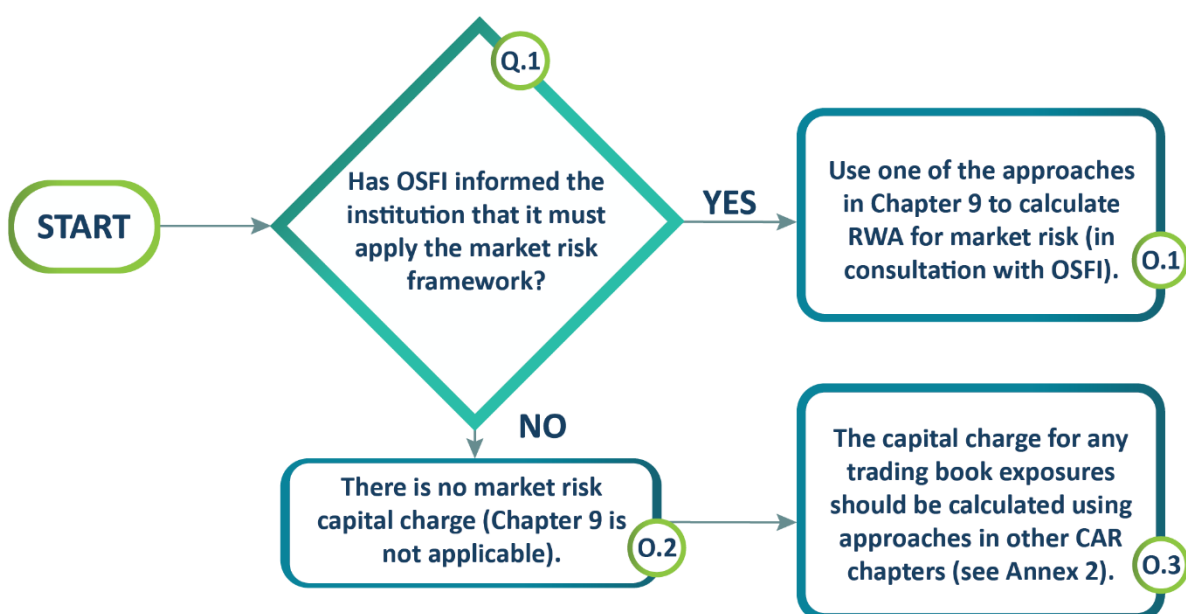 START
Q.1
Has OSFI informed the
institution that it must
apply the market risk
framework?
YES
Use one of the approaches
in Chapter 9 to calculate
RWA for market risk (in
consultation with OSFI).
O.1
NO
There is no market risk
capital charge (Chapter 9 is
not applicable).
O.2
The capital charge for any
trading book exposures
should be calculated using
approaches in other CAR
chapters (see Annex 2).
O.3